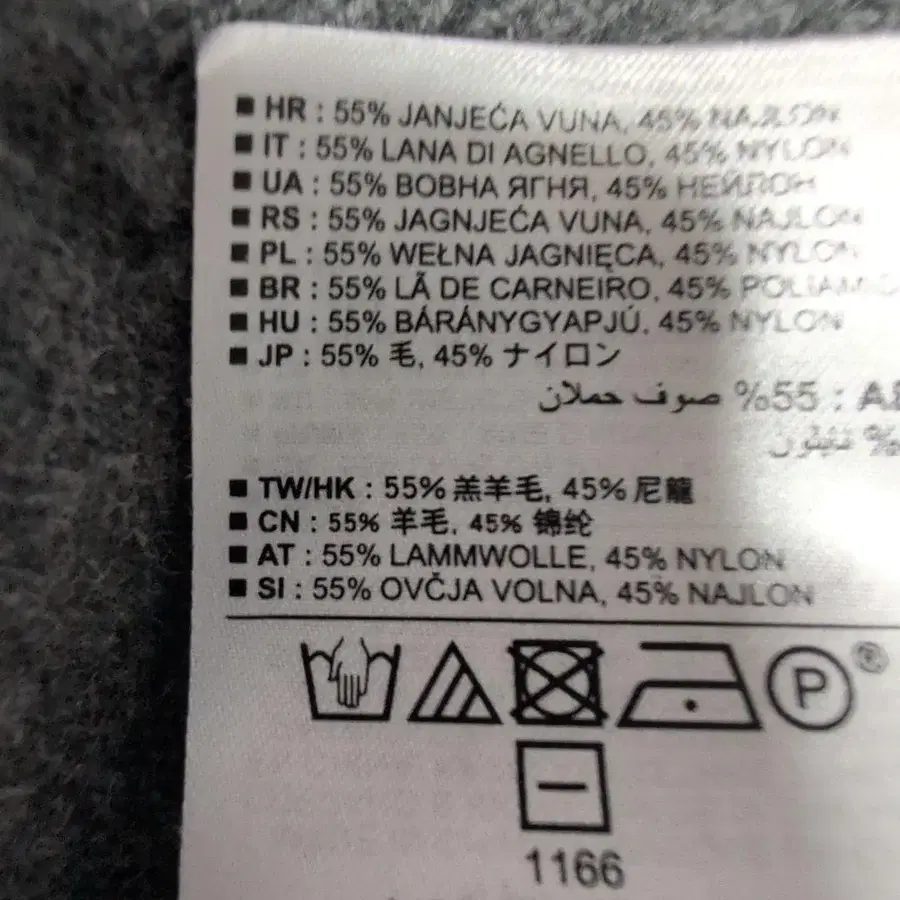 ■ HR : 55% JANJEĆA VUNA, 45% NAJLON
■ IT : 55% LANA DI AGNELLO, 45% NYLON
■ UA : 55% ВОВНА ЯГНЯ, 45% НЕЙЛОН
■ RS : 55% JAGNJEĆA VUNA, 45% NAJLON
■ PL : 55% WEŁNA JAGNIĘCA, 45% NYLON
■ BR : 55% LÃ DE CARNEIRO, 45%
■ HU : 55% BÁRÁNYGYAPJÚ, 45% NYLON
■ JP : 55% 毛, 45% ナイロン
55% : صوف حملان
■ TW/HK : 55% 羔羊毛, 45% 尼龍
■ CN : 55% 羊毛, 45% 锦纶
■ AT : 55% LAMMWOLLE, 45% NYLON
■ SI : 55% OVČJA VOLNA, 45% NAJLON
P ®
1166